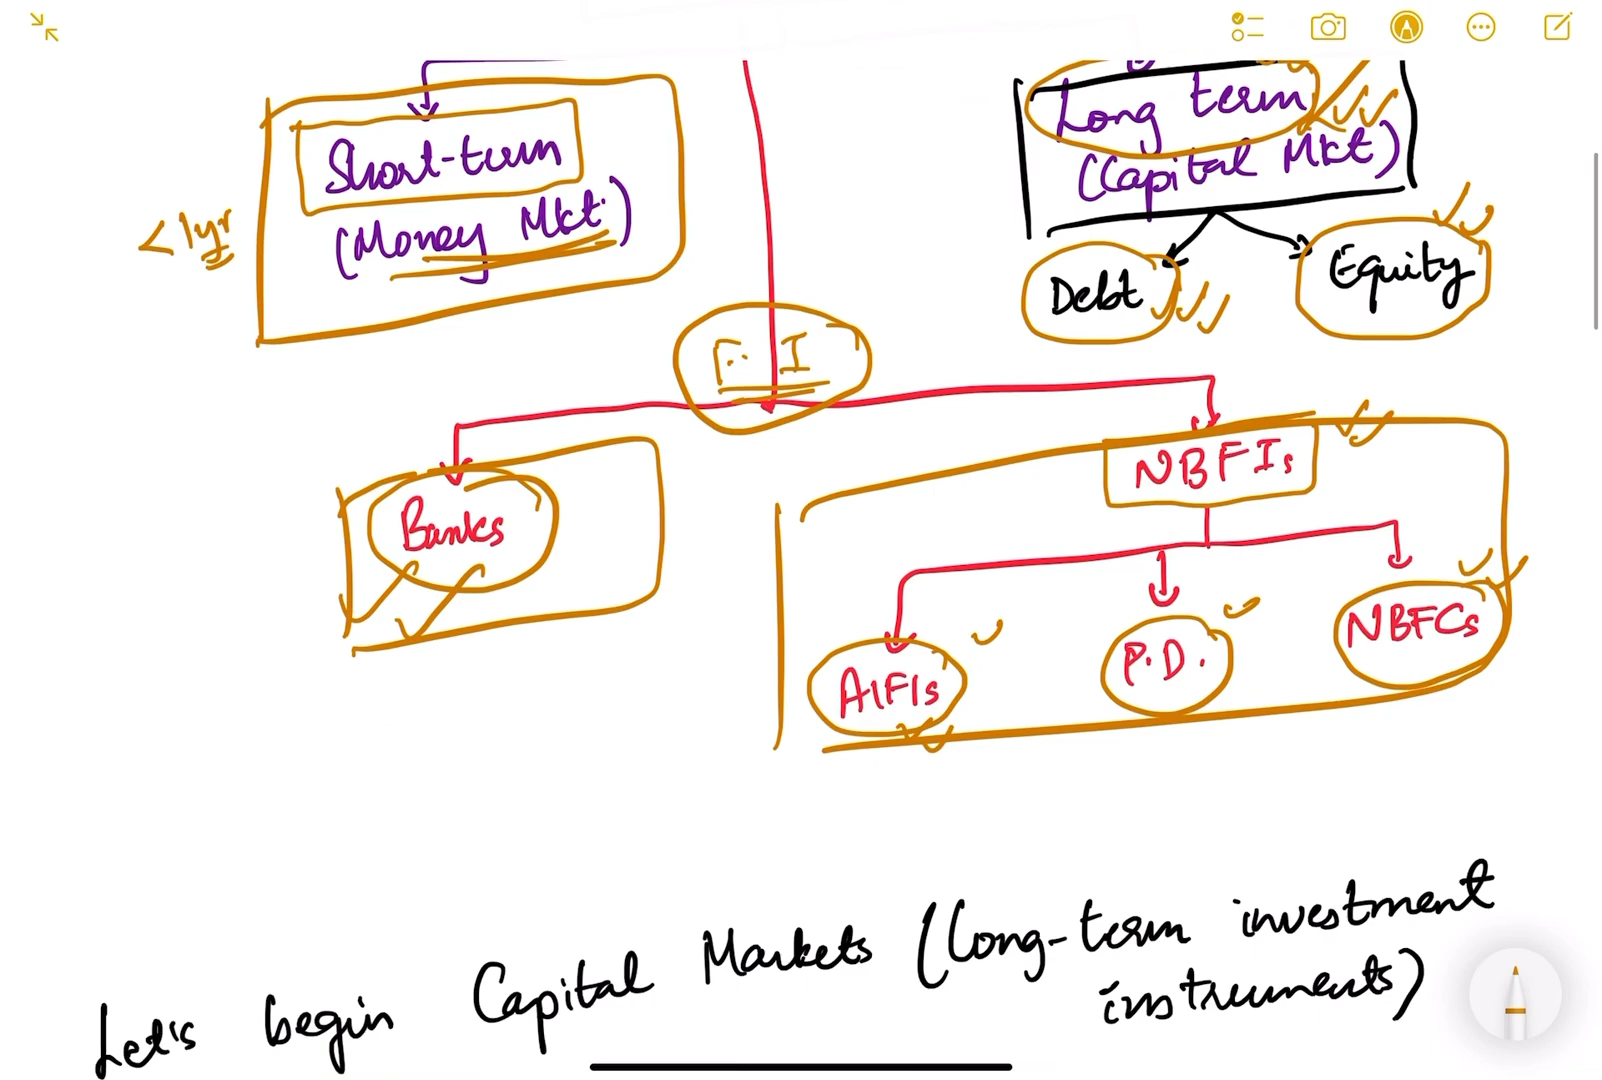 Long term
Short-term
(Capital Mkt)
<1yr
(Money Mkt.)
Debt
Equity
F. I
NBFIs
Banks
AIFIs
P.D.
NBFCs
Let's begin Capital Markets (long-term investment
instruments)